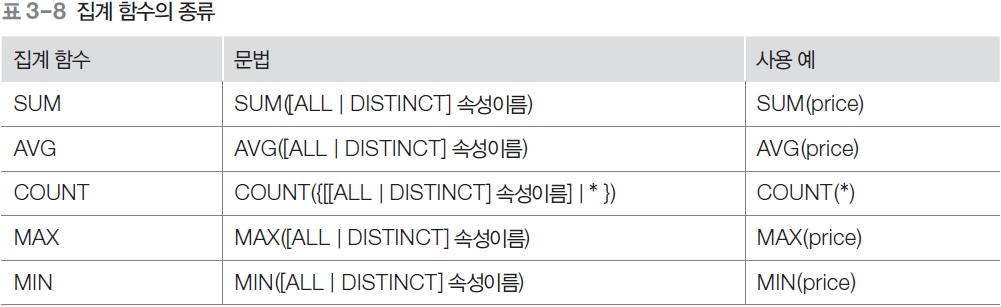 표 3-8 집계 함수의 종류
집계 함수 문법 사용 예
SUM SUM([ALL | DISTINCT] 속성이름) SUM(price)
AVG AVG([ALL | DISTINCT] 속성이름) AVG(price)
COUNT COUNT({[[ALL | DISTINCT] 속성이름] | * }) COUNT(*)
MAX MAX([ALL | DISTINCT] 속성이름) MAX(price)
MIN MIN([ALL | DISTINCT] 속성이름) MIN(price)